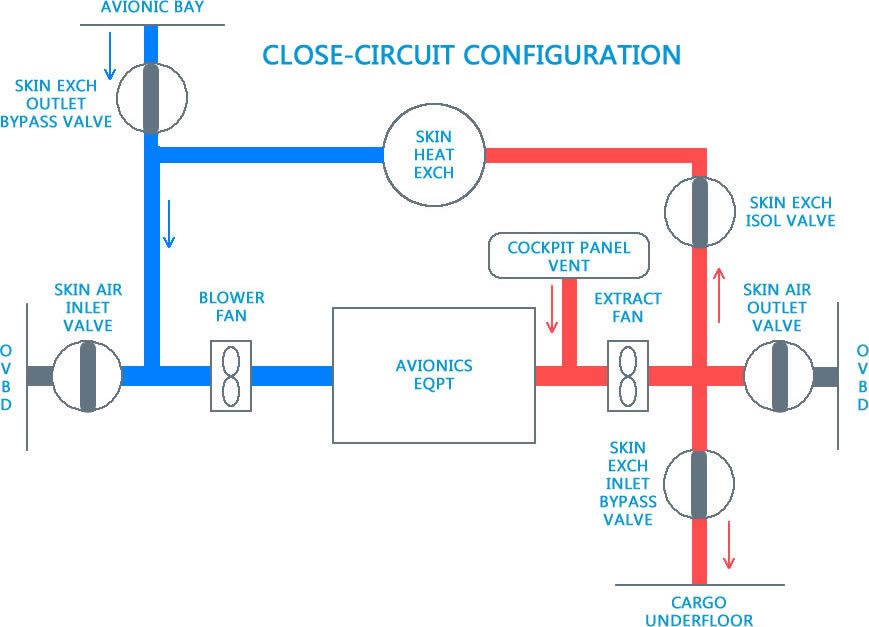 AVIONIC BAY
CLOSE-CIRCUIT CONFIGURATION
SKIN EXCH
OUTLET
BYPASS VALVE
SKIN
HEAT
EXCH
SKIN EXCH
ISOL VALVE
COCKPIT PANEL
VENT
SKIN AIR
INLET
VALVE
BLOWER
FAN
EXTRACT
FAN
SKIN AIR
OUTLET
VALVE
O
V
B
D
AVIONICS
EQPT
O
V
B
D
SKIN
EXCH
INLET
BYPASS
VALVE
CARGO
UNDERFLOOR